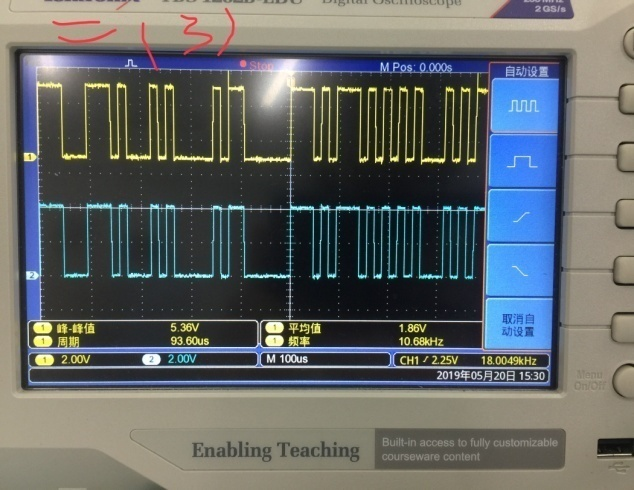 TBS 1202B-EDU Digital Oscilloscope
2 GS/s
二(3)
Stop
M Pos: 0.000s
自动设置
1
2
取消自
动设置
1 峰-峰值 5.36V
1 平均值 1.86V
1 周期 93.60us
1 频率 10.68kHz
1 2.00V 2 2.00V M 100us CH1 2.25V 18.0049kHz
2019年05月20日 15:30
Menu
On/Off
Enabling Teaching
Built-in access to fully customizable
courseware content